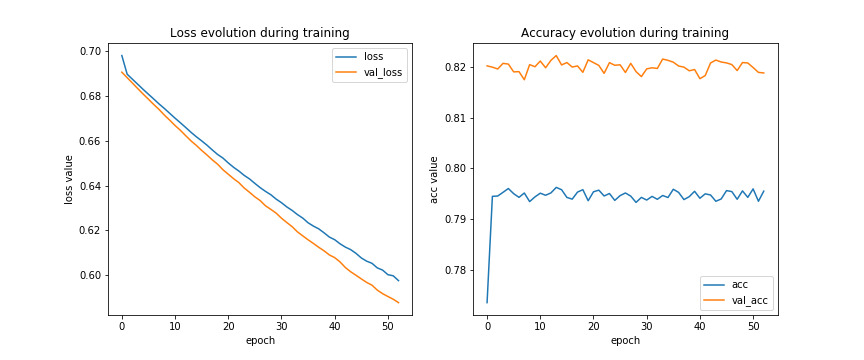 Loss evolution during training
loss value
0.70
0.68
0.66
0.64
0.62
0.60
0 10 20 30 40 50
epoch
loss
val_loss
Accuracy evolution during training
acc value
0.82
0.81
0.80
0.79
0.78
0 10 20 30 40 50
epoch
acc
val_acc